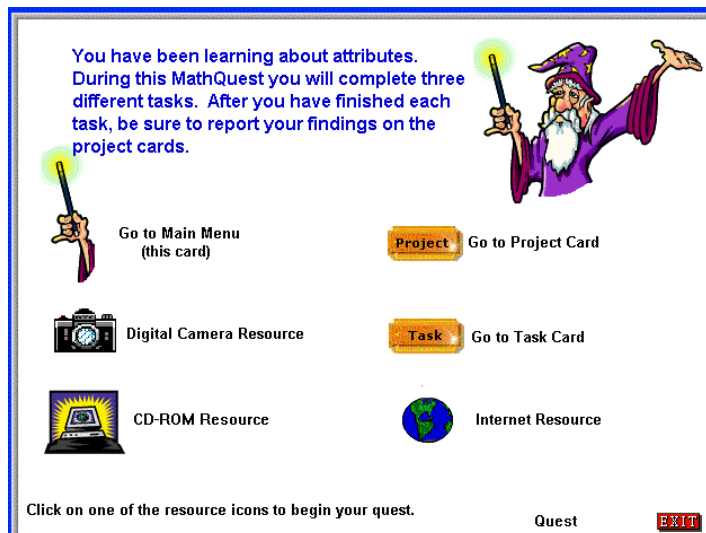 You have been learning about attributes.
During this MathQuest you will complete three
different tasks.  After you have finished each
task, be sure to report your findings on the
project cards.
Go to Main Menu
(this card)
Project
Go to Project Card
Digital Camera Resource
Task
Go to Task Card
CD-ROM Resource
Internet Resource
Click on one of the resource icons to begin your quest.
Quest
EXIT